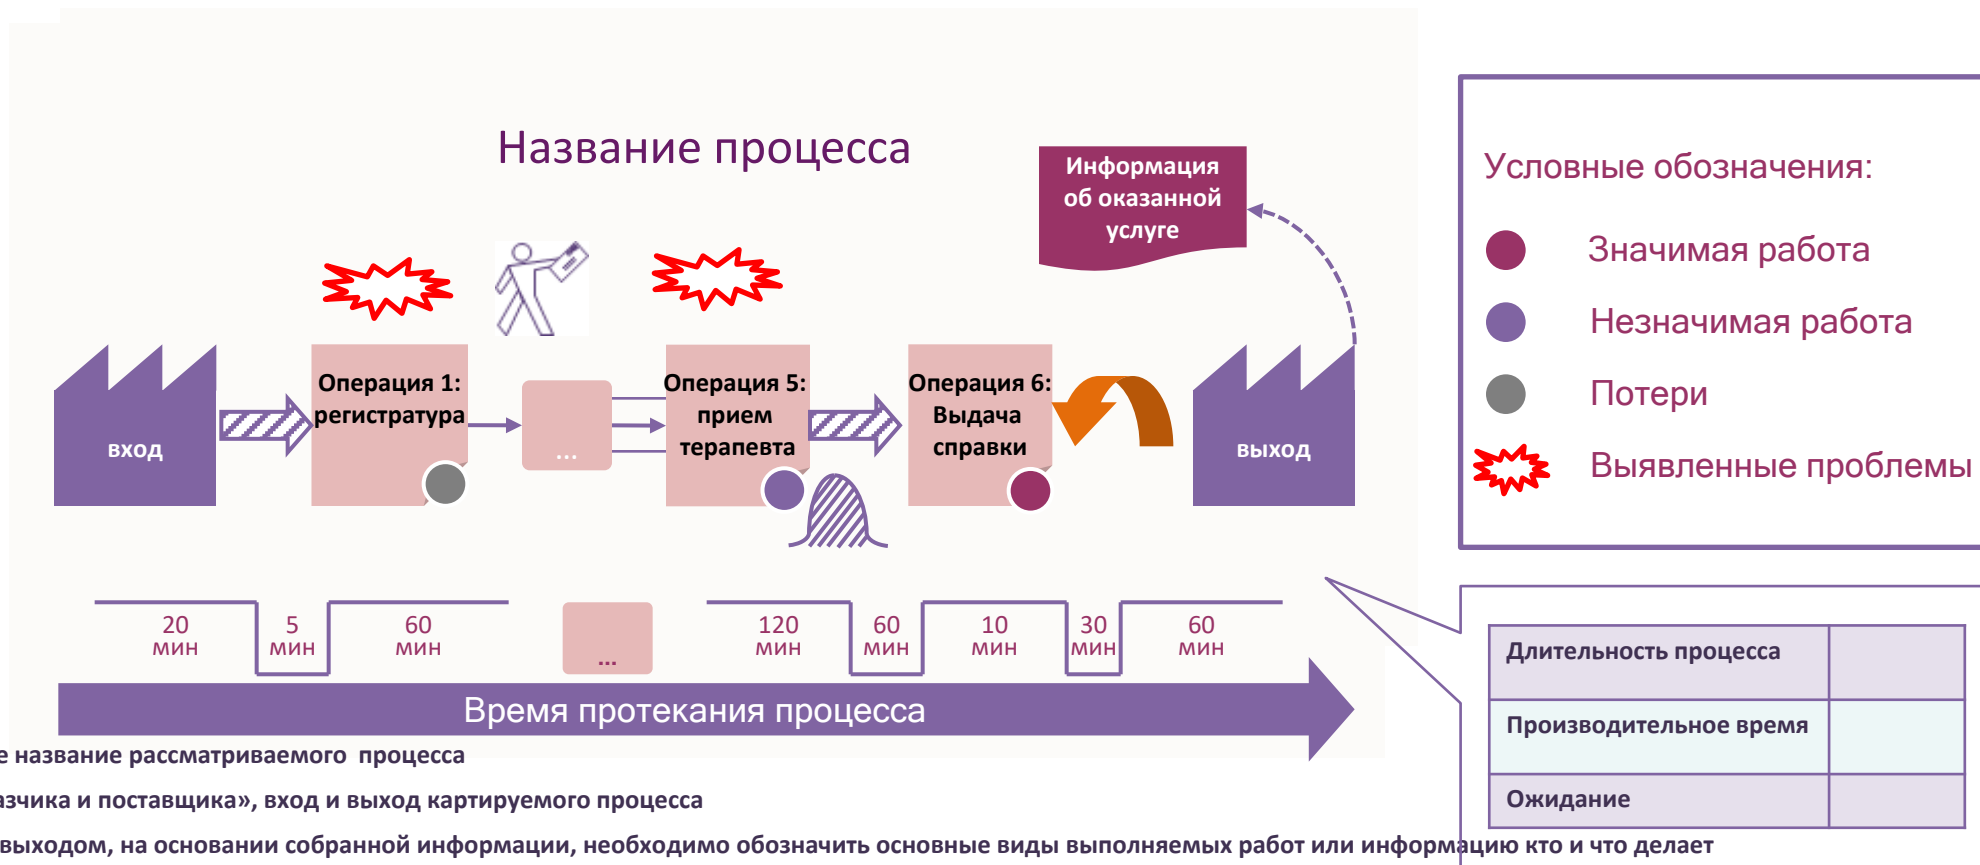 Название процесса
Информация
об оказанной
услуге
вход
Операция 1:
регистратура
...
Операция 5:
прием
терапевта
Операция 6:
Выдача
справки
выход
20
мин
5
мин
60
мин
...
120
мин
60
мин
10
мин
30
мин
60
мин
Время протекания процесса
Условные обозначения:
Значимая работа
Незначимая работа
Потери
Выявленные проблемы
Длительность процесса
Производительное время
Ожидание
название рассматриваемого процесса
и поставщика», вход и выход картируемого процесса
выходом, на основании собранной информации, необходимо обозначить основные виды выполняемых работ или информацию кто и что делает